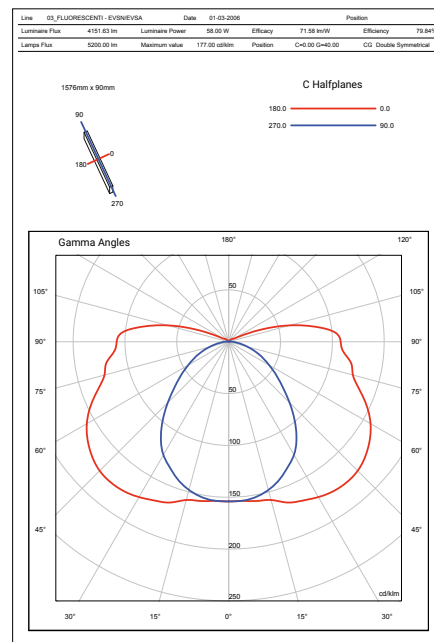 Line 03_FLUORESCENTI - EVSN/EVSA Date 01-03-2006 Position
Luminaire Flux 4151.63 lm Luminaire Power 58.00 W Efficacy 71.58 lm/W Efficiency 79.84%
Lamps Flux 5200.00 lm Maximum value 177.00 cd/klm Position C=0.00 G=40.00 CG Double Symmetrical
1576mm x 90mm
90
0
180
270
C Halfplanes
180.0 0.0
270.0 90.0
Gamma Angles
180° 120°
50
105° 105°
90° 90°
50
75° 75°
100
60° 60°
150
45° 45°
200
250
cd/klm
30° 15° 0° 15° 30°